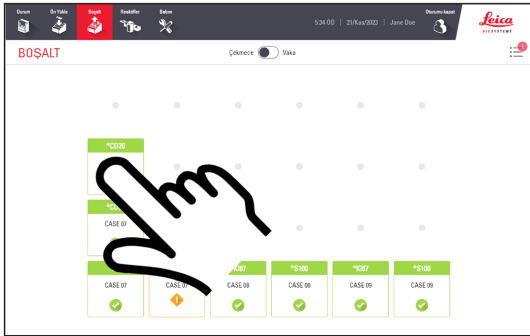 Durum Ön Yükle Boşalt Reaktifler Bakım 5:34 ÖÖ | 21/Kas/2023 | Jane Doe Oturumu kapat Leica
BIOSYSTEMS
BOŞALT Çekmece Vaka 1
*CD20
CASE 07
*Ki67 *S100 *Ki67 *S100
CASE 07 CASE 07 CASE 08 CASE 08 CASE 09 CASE 09